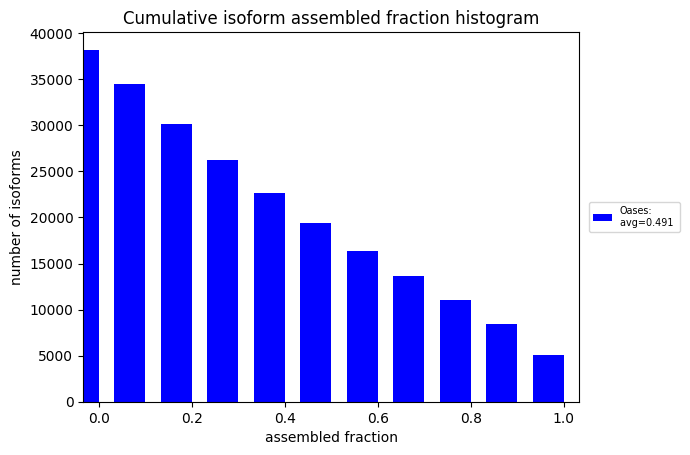 Cumulative isoform assembled fraction histogram
40000
35000
30000
25000
20000
15000
10000
5000
0
number of isoforms
0.0 0.2 0.4 0.6 0.8 1.0
assembled fraction
Oases:
avg=0.491